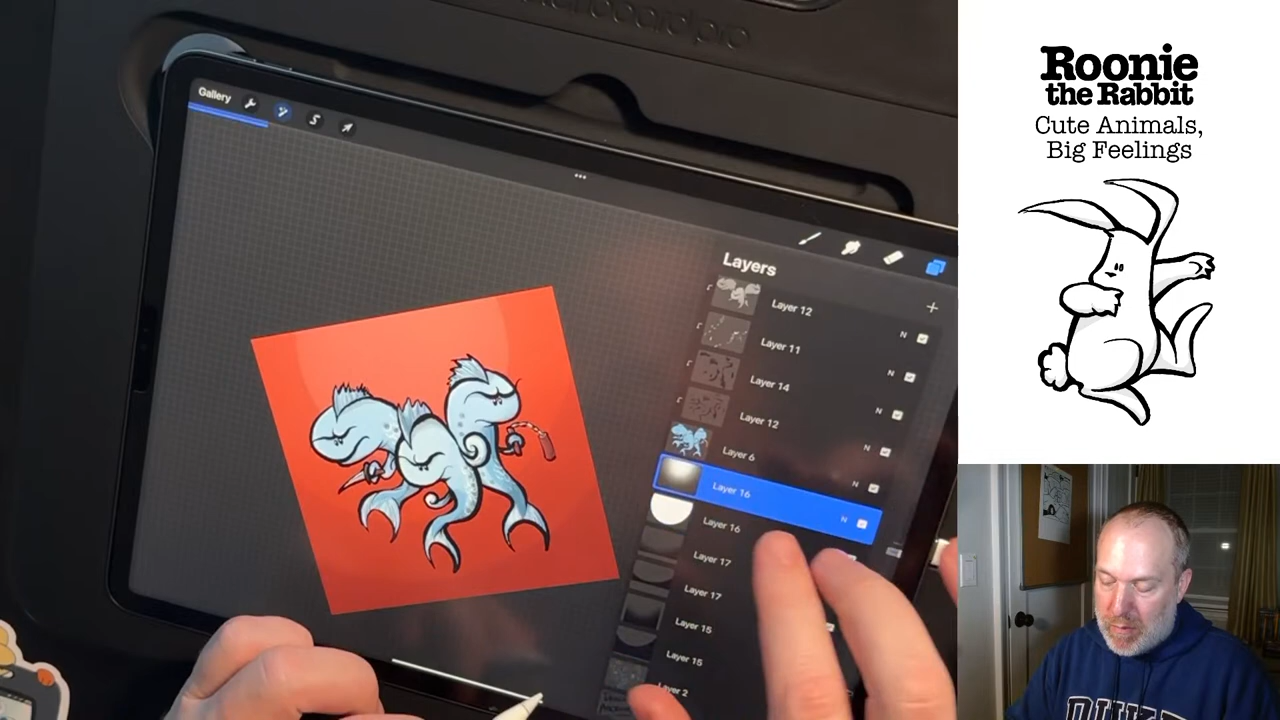 Gallery
Layers
Layer 12
Layer 11
Layer 14
Layer 12
Layer 6
Layer 16
Layer 16
Layer 17
Layer 17
Layer 15
Layer 15
Layer 2
N
N
N
N
N
N
Roonie
the Rabbit
Cute Animals,
Big Feelings